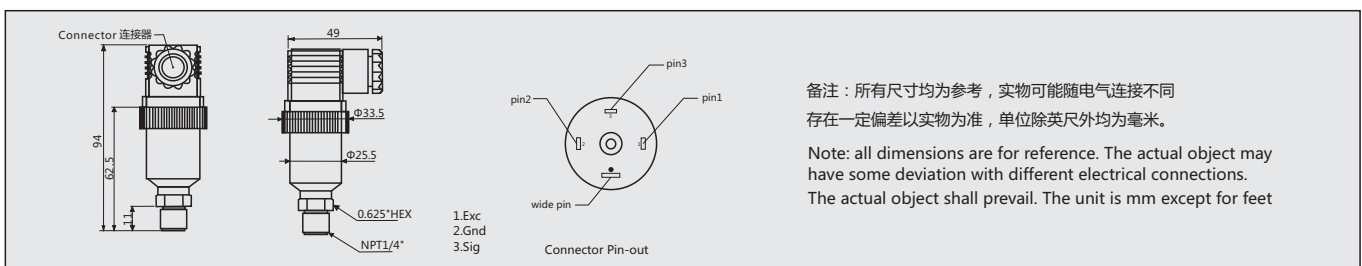 Connector 连接器
94
62.5
11
49
Φ33.5
Φ25.5
0.625"HEX
NPT1/4"
1.Exc
2.Gnd
3.Sig
pin3
pin2
pin1
3
2
1
wide pin
Connector Pin-out
备注：所有尺寸均为参考，实物可能随电气连接不同
存在一定偏差以实物为准，单位除英尺外均为毫米。
Note: all dimensions are for reference. The actual object may
have some deviation with different electrical connections.
The actual object shall prevail. The unit is mm except for feet